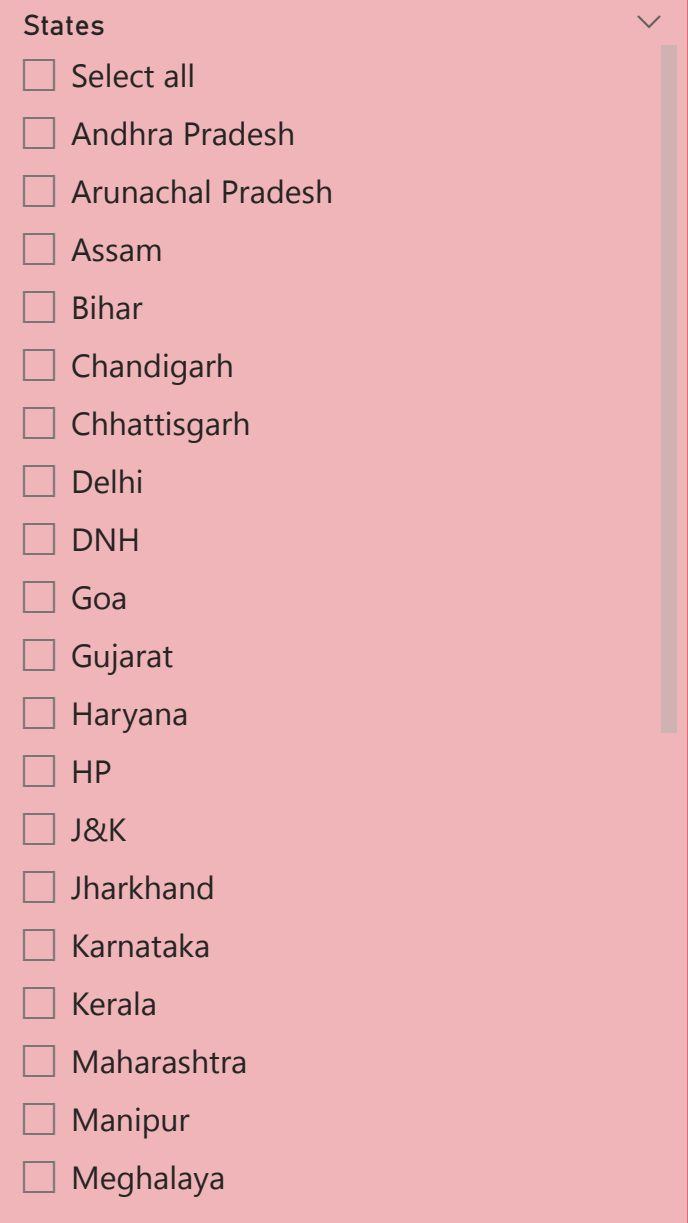 States
Select all
Andhra Pradesh
Arunachal Pradesh
Assam
Bihar
Chandigarh
Chhattisgarh
Delhi
DNH
Goa
Gujarat
Haryana
HP
J&K
Jharkhand
Karnataka
Kerala
Maharashtra
Manipur
Meghalaya